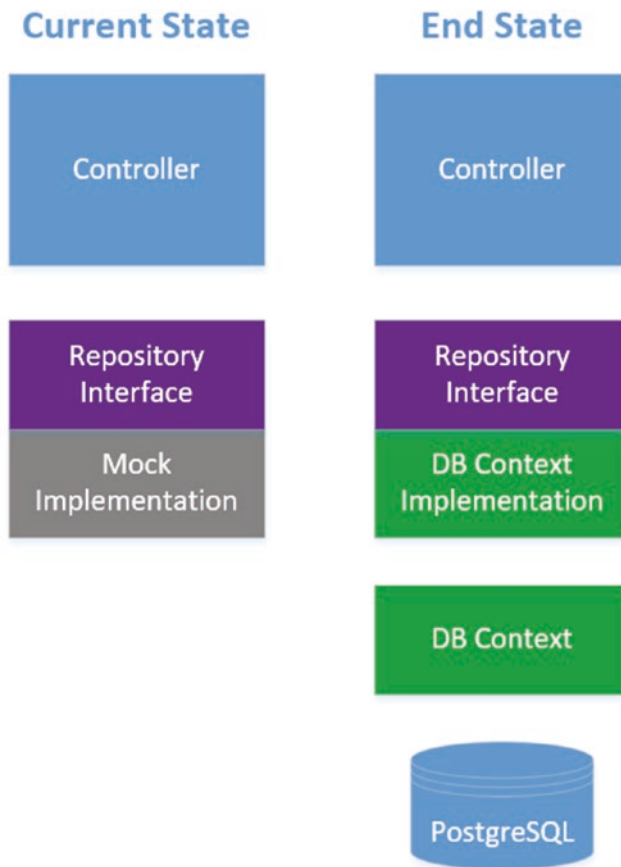 Current State
End State
Controller
Controller
Repository
Interface
Repository
Interface
Mock
Implementation
DB Context
Implementation
DB Context
PostgreSQL